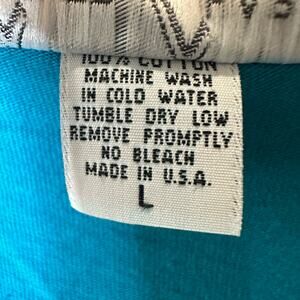 100% COTTON
MACHINE WASH
IN COLD WATER
TUMBLE DRY LOW
REMOVE PROMPTLY
NO BLEACH
MADE IN U.S.A.
L